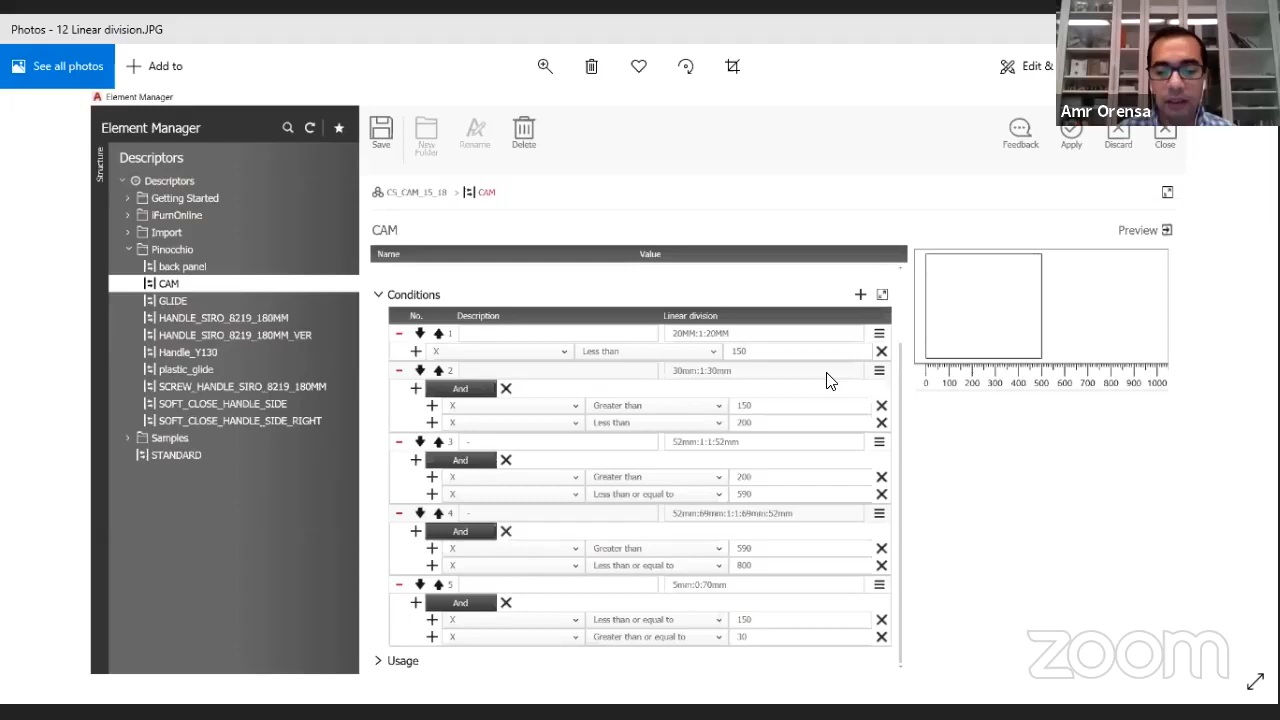 Photos - 12 Linear division.JPG
See all photos
Add to
Edit &
Amr Orensa
Element Manager
Element Manager
Structure
Save
New Folder
Rename
Delete
Feedback
Apply
Discard
Close
Descriptors
Descriptors
Getting Started
iFurnOnline
Import
Pinocchio
back panel
CAM
GLIDE
HANDLE_SIRO_8219_180MM
HANDLE_SIRO_8219_180MM_VER
Handle_Y130
plastic_glide
SCREW_HANDLE_SIRO_8219_180MM
SOFT_CLOSE_HANDLE_SIDE
SOFT_CLOSE_HANDLE_SIDE_RIGHT
Samples
STANDARD
CS_CAM_15_18 > CAM
CAM
Preview
Name Value
Conditions
No. Description Linear division
1 20MM:1:20MM
X Less than 150
2 30mm:1:30mm
And
X Greater than 150
X Less than 200
3 - 52mm:1:1:52mm
And
X Greater than 200
X Less than or equal to 590
4 - 52mm:69mm:1:1:69mm:52mm
And
X Greater than 590
X Less than or equal to 800
5 5mm:0:70mm
And
X Less than or equal to 150
X Greater than or equal to 30
Usage
0 100 200 300 400 500 600 700 800 900 1000
zoom